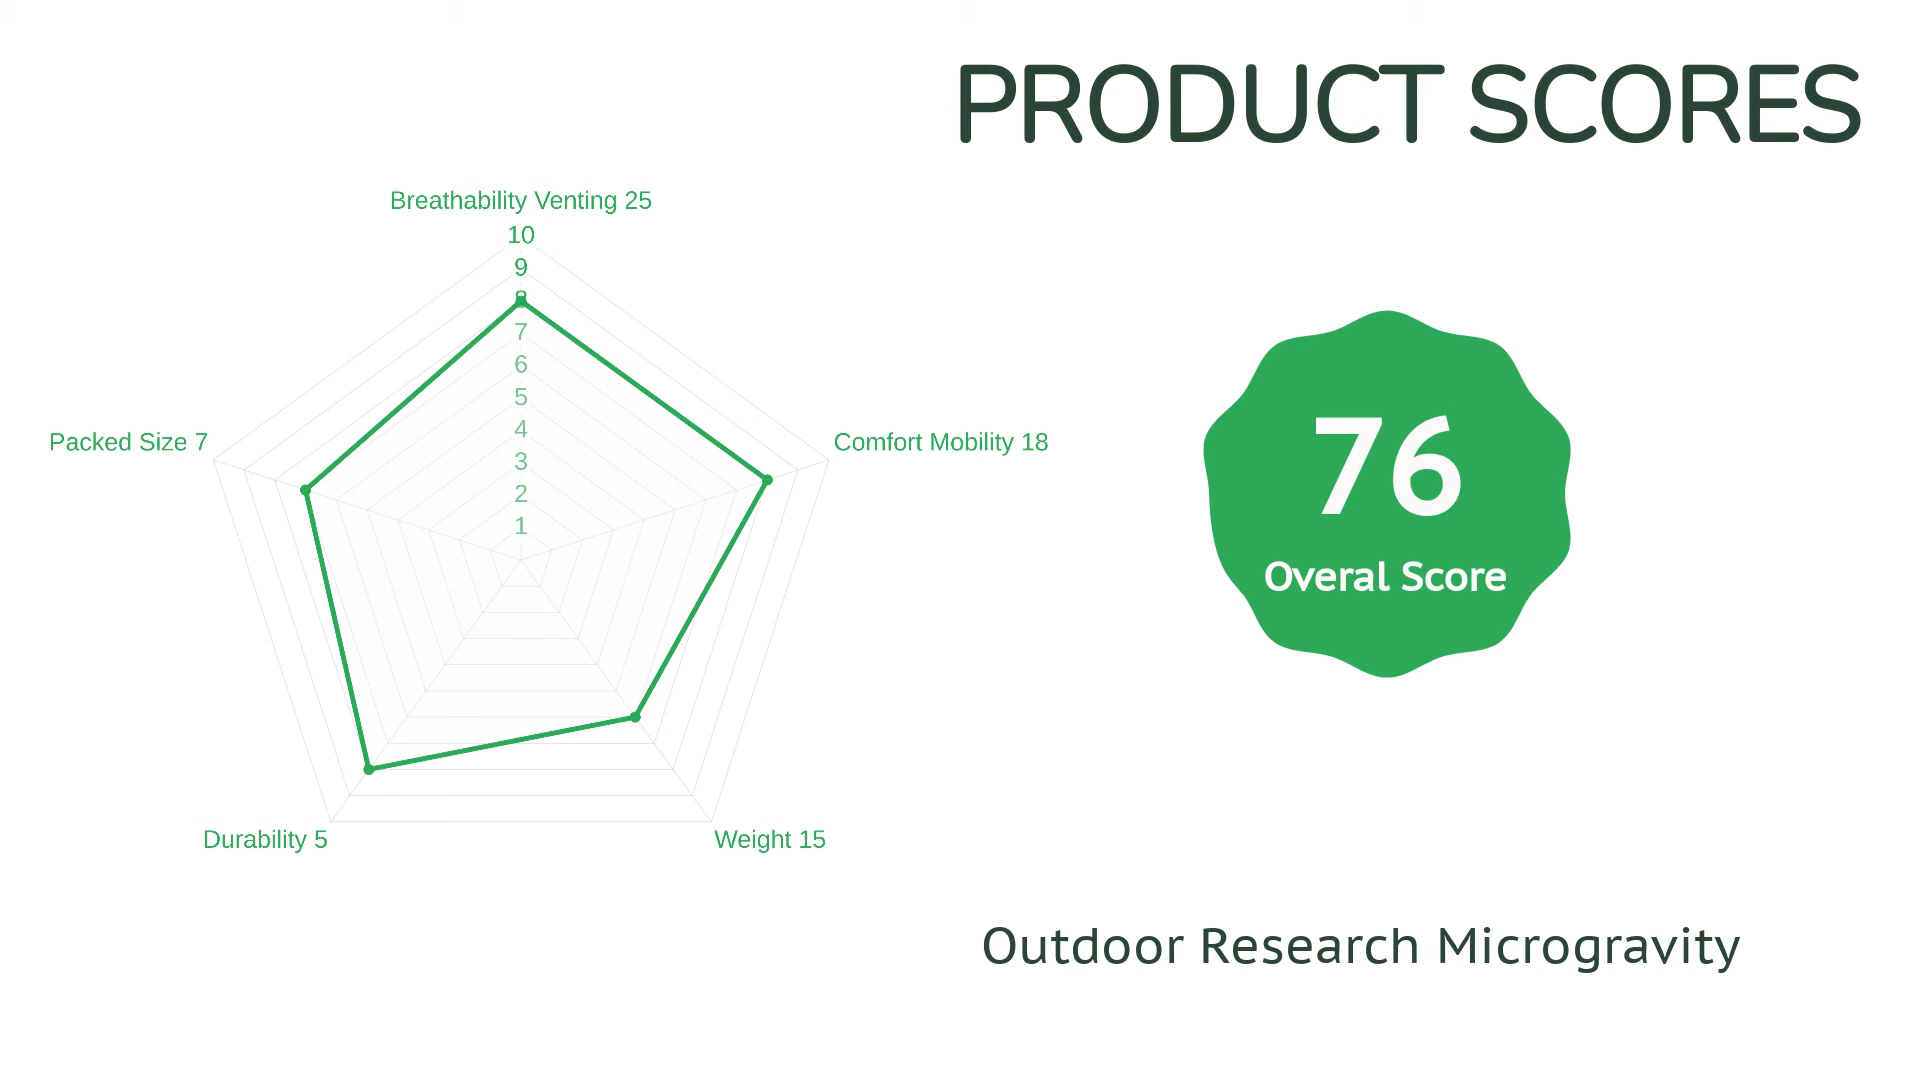 PRODUCT SCORES
Breathability Venting 25
10
9
8
7
6
5
4
3
2
1
Packed Size 7
Comfort Mobility 18
Durability 5
Weight 15
76
Overal Score
Outdoor Research Microgravity